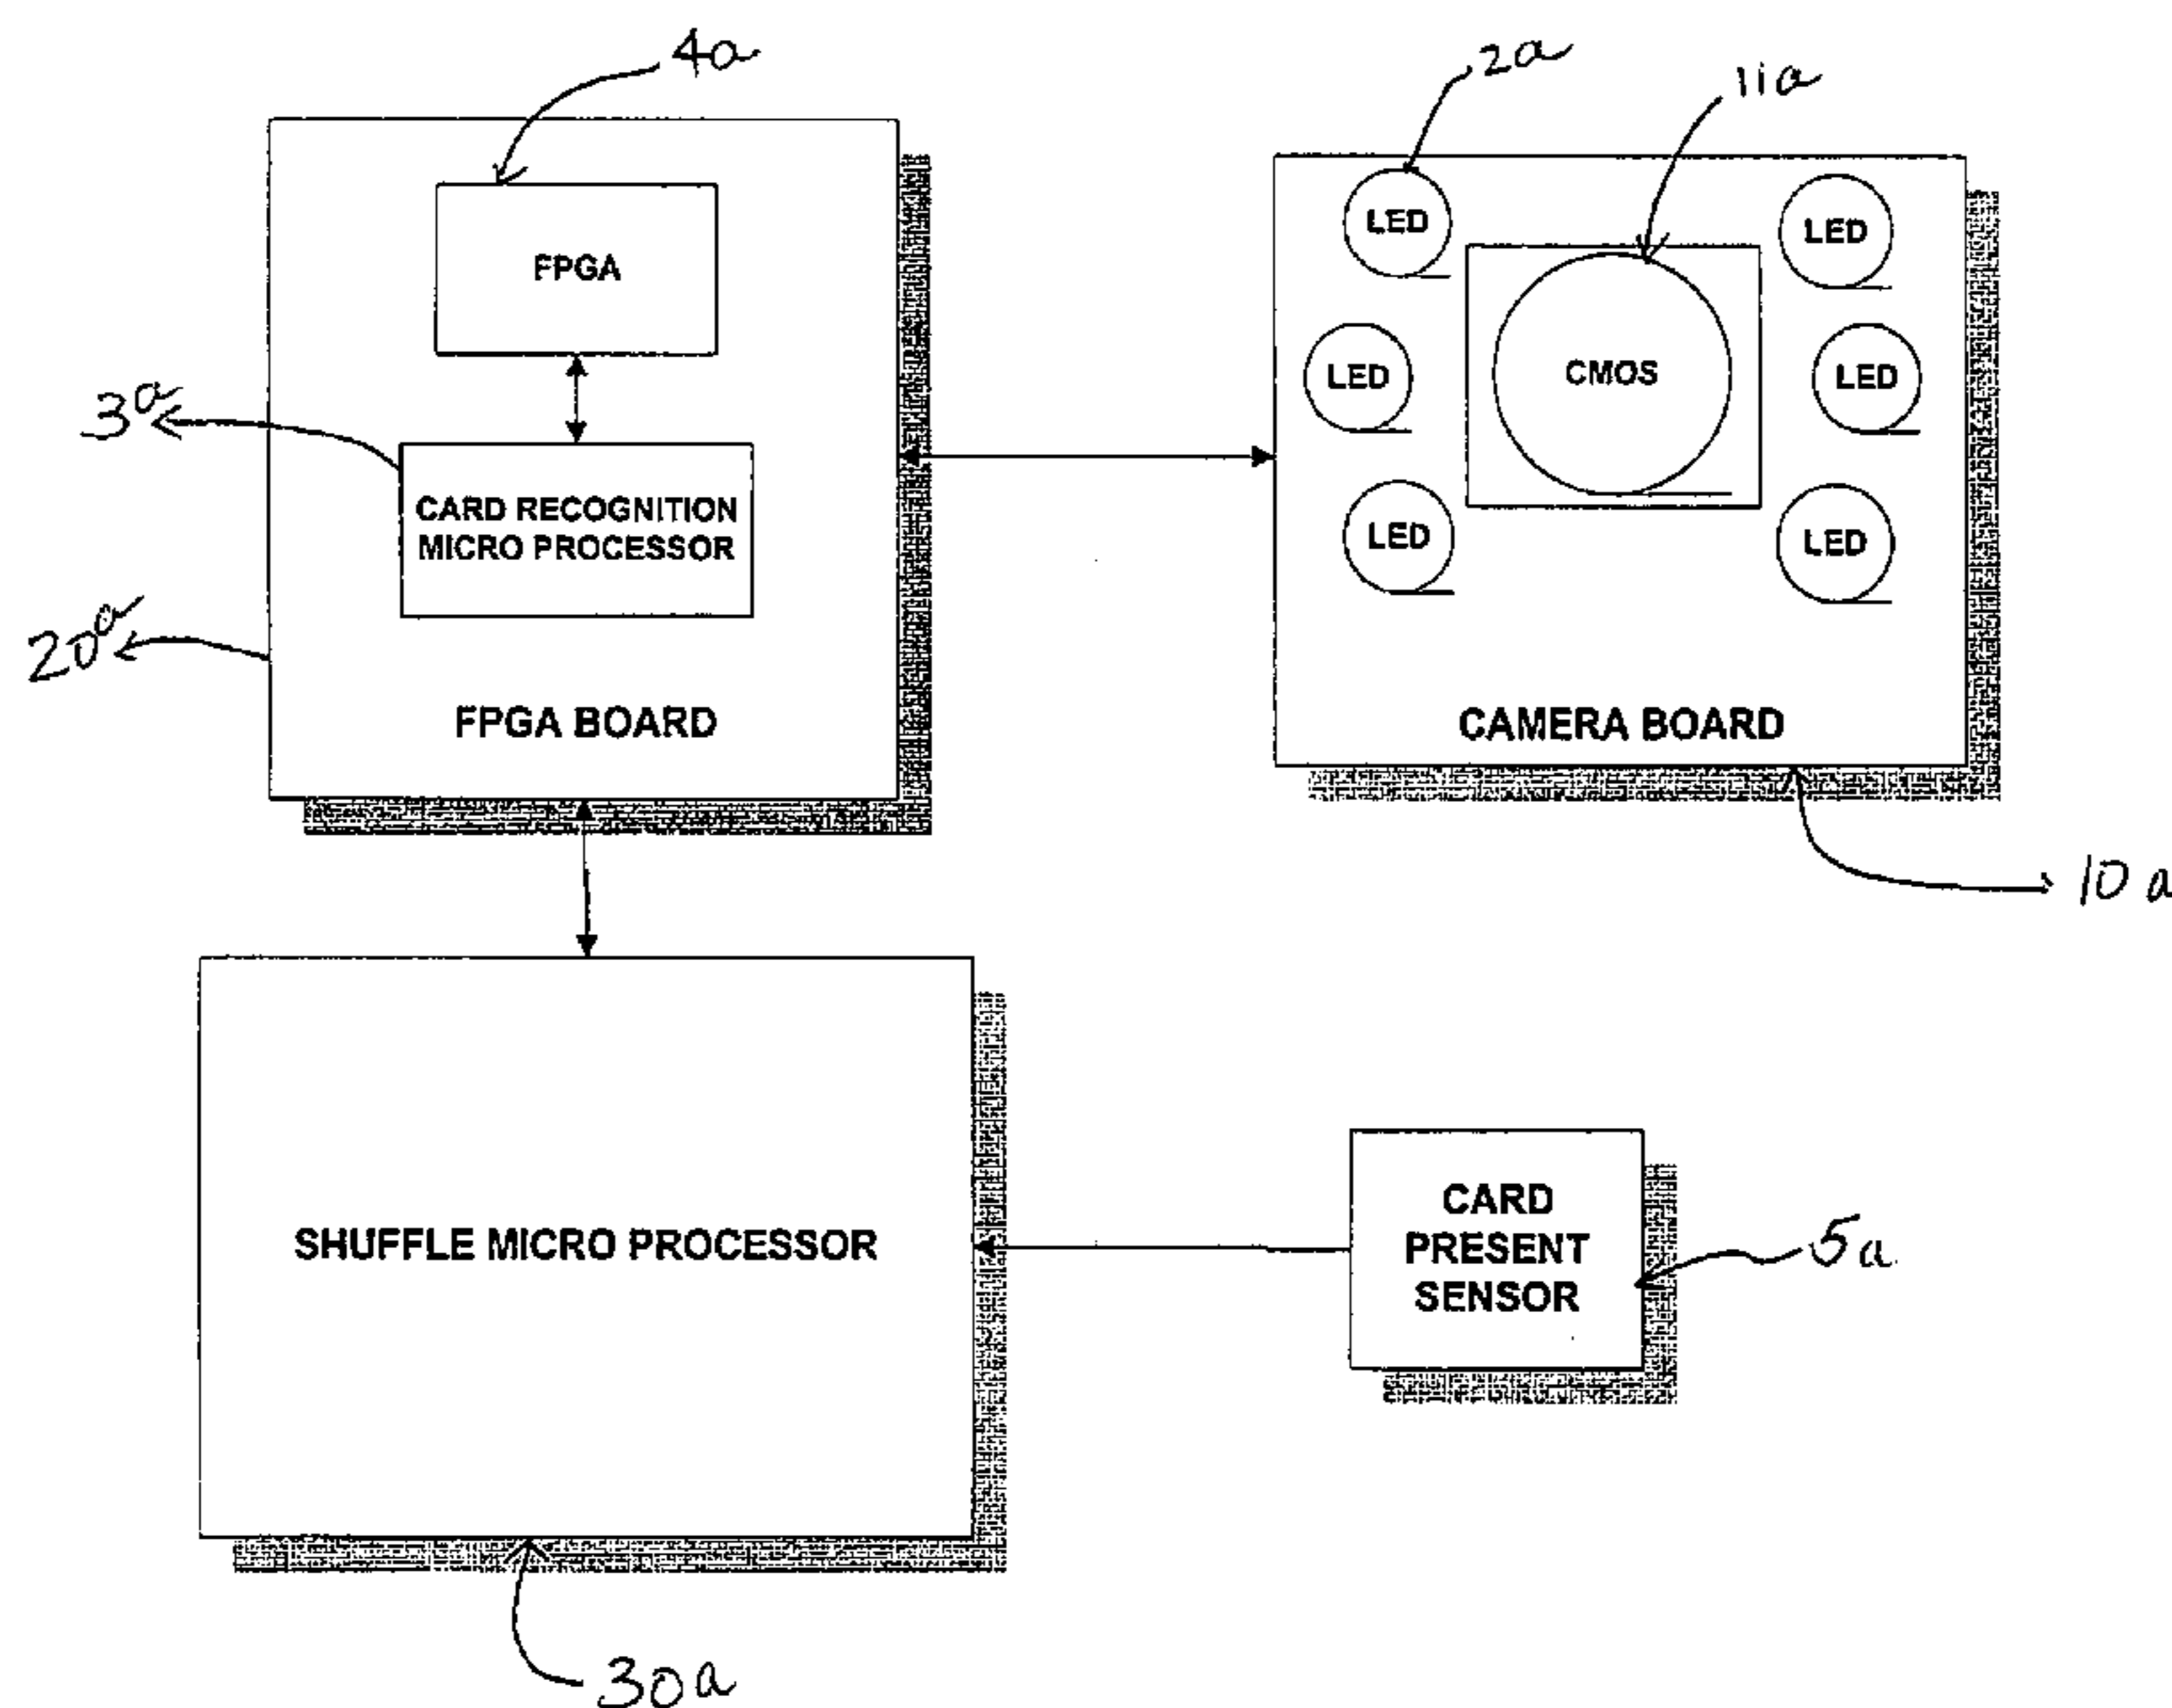 4a
2a
11a
FPGA
LED
LED
LED
CMOS
LED
3a
CARD RECOGNITION
MICRO PROCESSOR
LED
LED
20a
FPGA BOARD
CAMERA BOARD
10a
SHUFFLE MICRO PROCESSOR
CARD
PRESENT
SENSOR
5a
30a